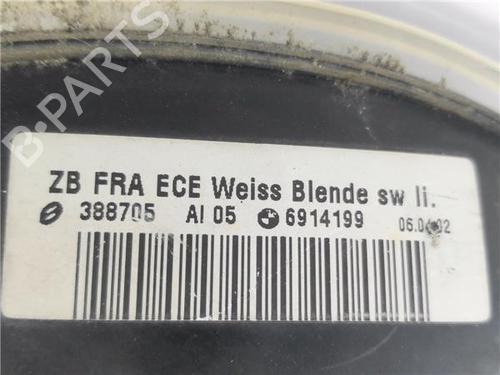 B-PARTS
ZB FRA ECE Weiss Blende sw li.
388705 AI 05 6914199